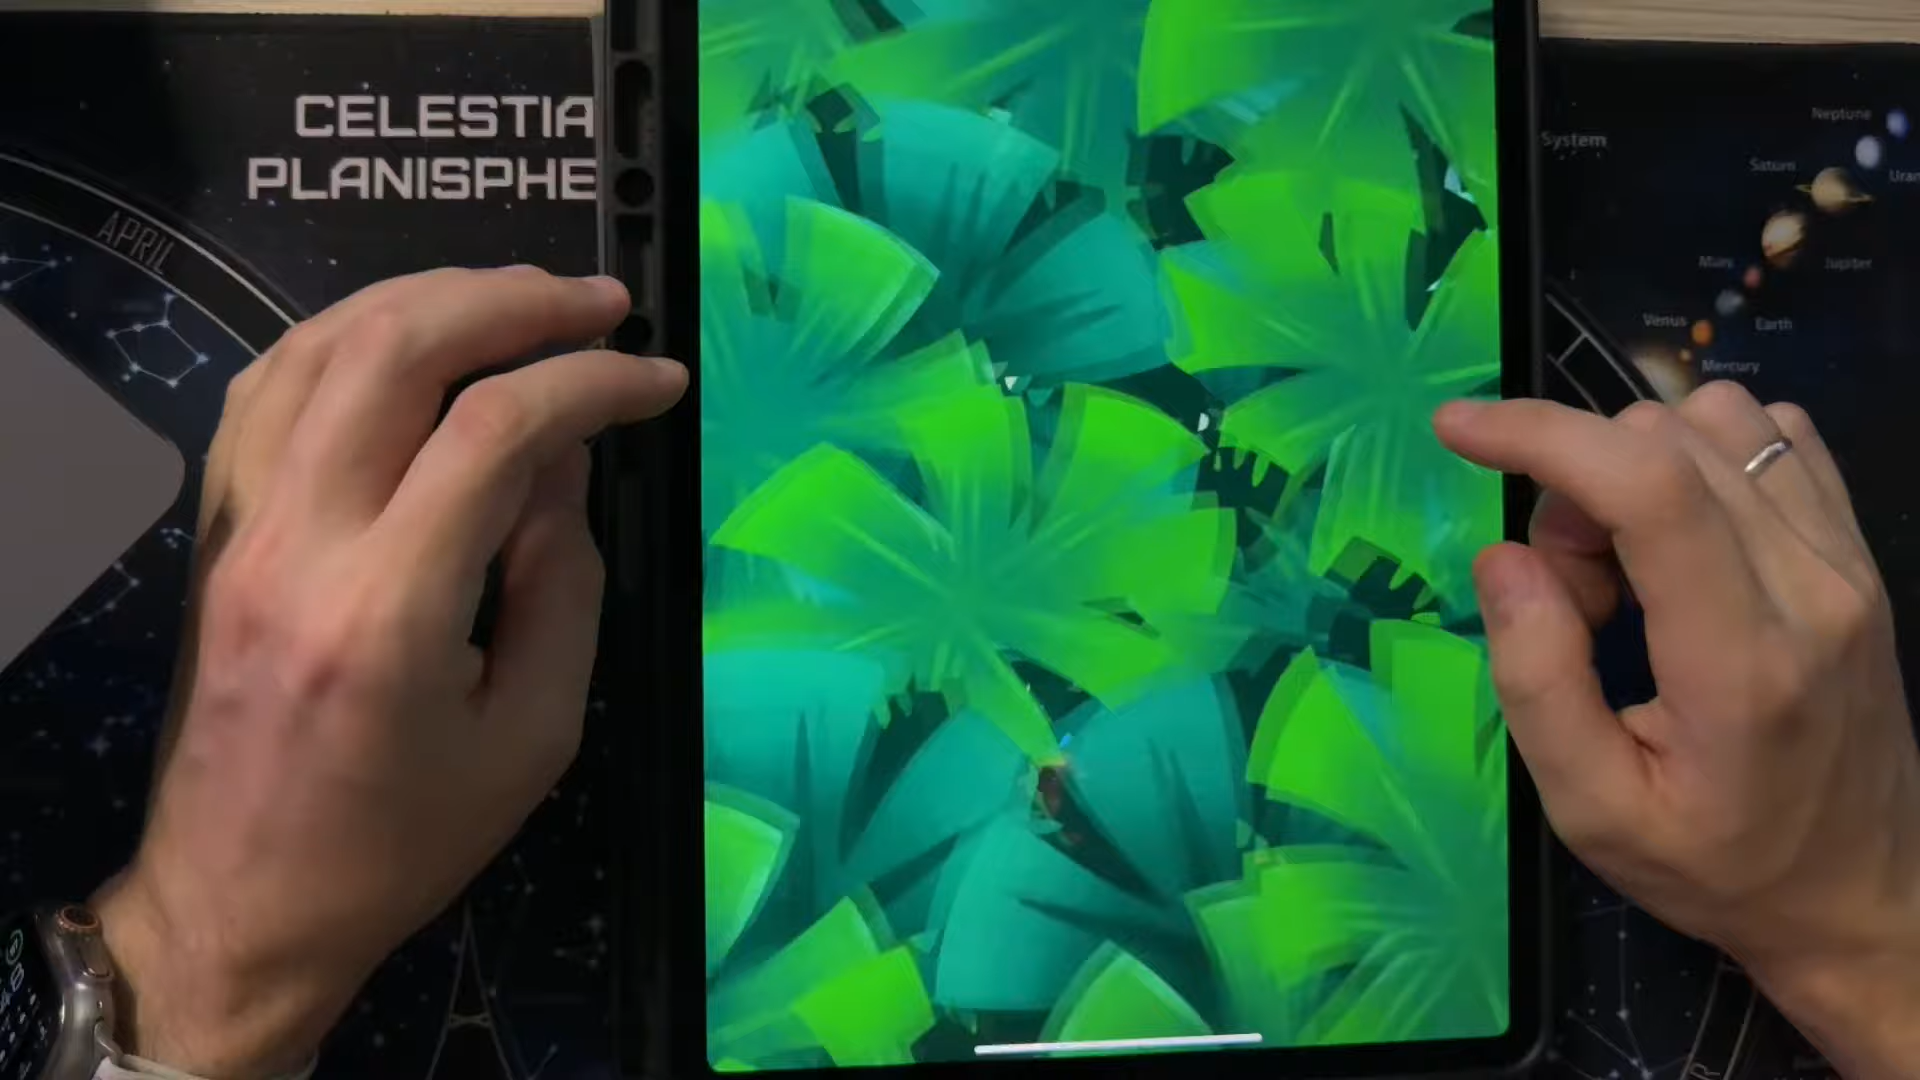 CELESTIA
PLANISPHE
APRIL
System
Neptune
Uran
Saturn
Jupiter
Mars
Earth
Venus
Mercury